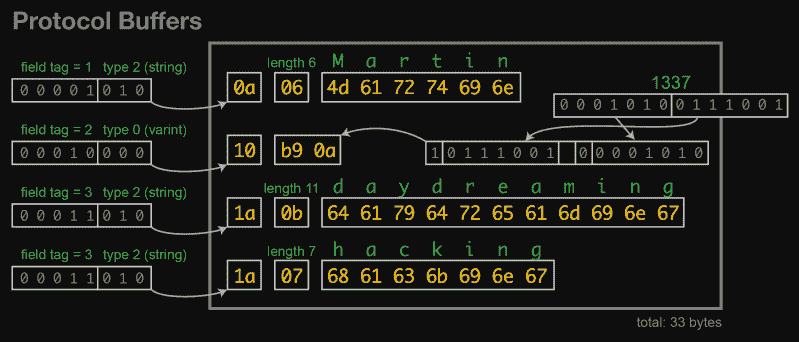 Protocol Buffers
field tag = 1 type 2 (string)
0 0 0 0 1 0 1 0
0a
length 6
06
M a r t i n
4d 61 72 74 69 6e
1337
0 0 0 1 0 1 0 0 1 1 1 0 0 1
field tag = 2 type 0 (varint)
0 0 0 1 0 0 0 0
10
b9 0a
1 0 1 1 1 0 0 1 0 0 0 0 1 0 1 0
field tag = 3 type 2 (string)
0 0 0 1 1 0 1 0
1a
length 11
0b
d a y d r e a m i n g
64 61 79 64 72 65 61 6d 69 6e 67
field tag = 3 type 2 (string)
0 0 0 1 1 0 1 0
1a
length 7
07
h a c k i n g
68 61 63 6b 69 6e 67
total: 33 bytes